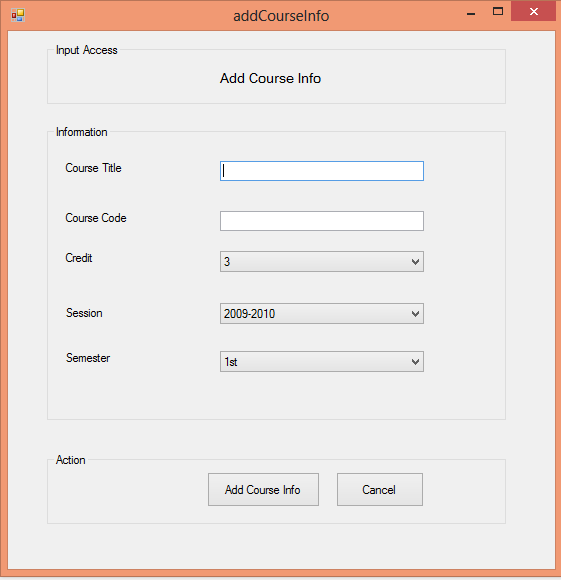 addCourseInfo
Input Access
Add Course Info
Information
Course Title
Course Code
Credit
3
Session
2009-2010
Semester
1st
Action
Add Course Info
Cancel